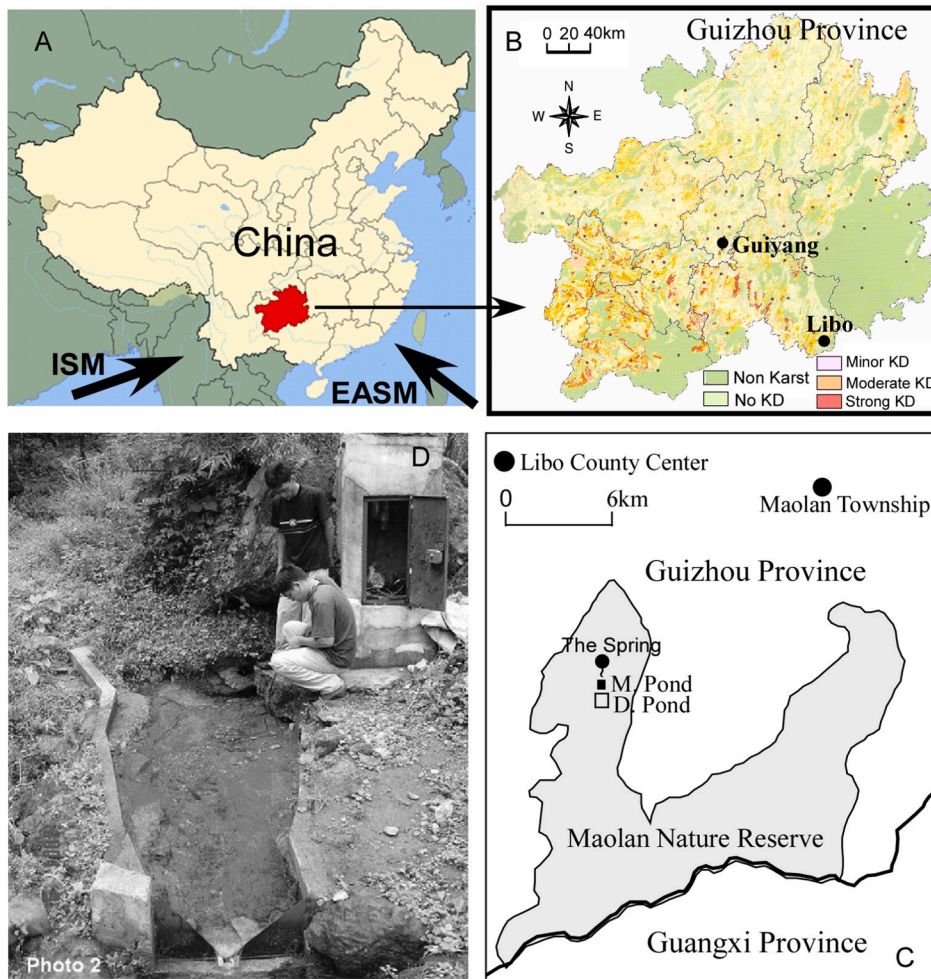 A
China
ISM
EASM
B
Guizhou Province
0 20 40km
N
W E
S
Guiyang
Libo
Non Karst
No KD
Minor KD
Moderate KD
Strong KD
D
Photo 2
Libo County Center
0 6km
Maolan Township
Guizhou Province
The Spring
M. Pond
D. Pond
Maolan Nature Reserve
Guangxi Province
C